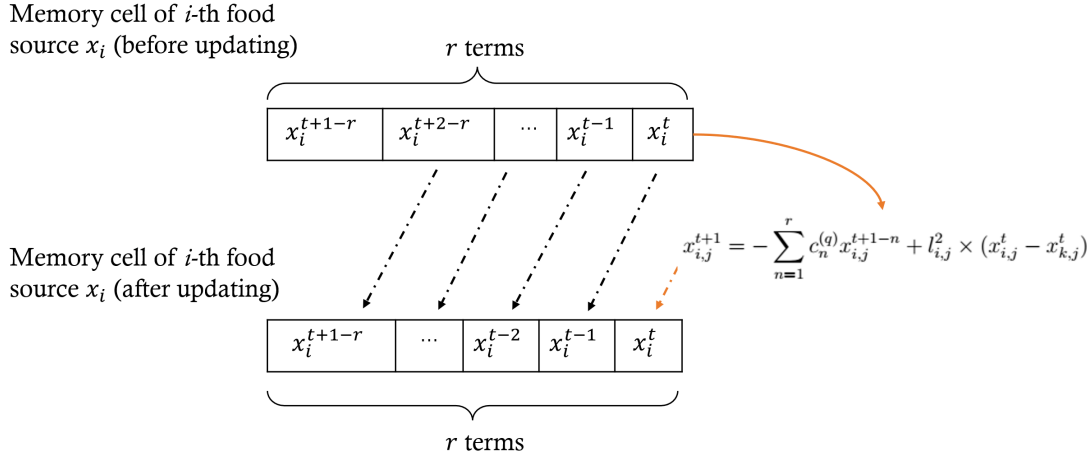 Memory cell of i-th food
source x_i (before updating)
r terms
x_i^{t+1−r} x_i^{t+2−r} ... x_i^{t−1} x_i^t
x_{i,j}^{t+1} = −∑_{n=1}^{r} c_n^{(q)} x_{i,j}^{t+1−n} + l_{i,j}^2 × (x_{i,j}^t − x_{k,j}^t)
Memory cell of i-th food
source x_i (after updating)
x_i^{t+1−r} ... x_i^{t−2} x_i^{t−1} x_i^t
r terms